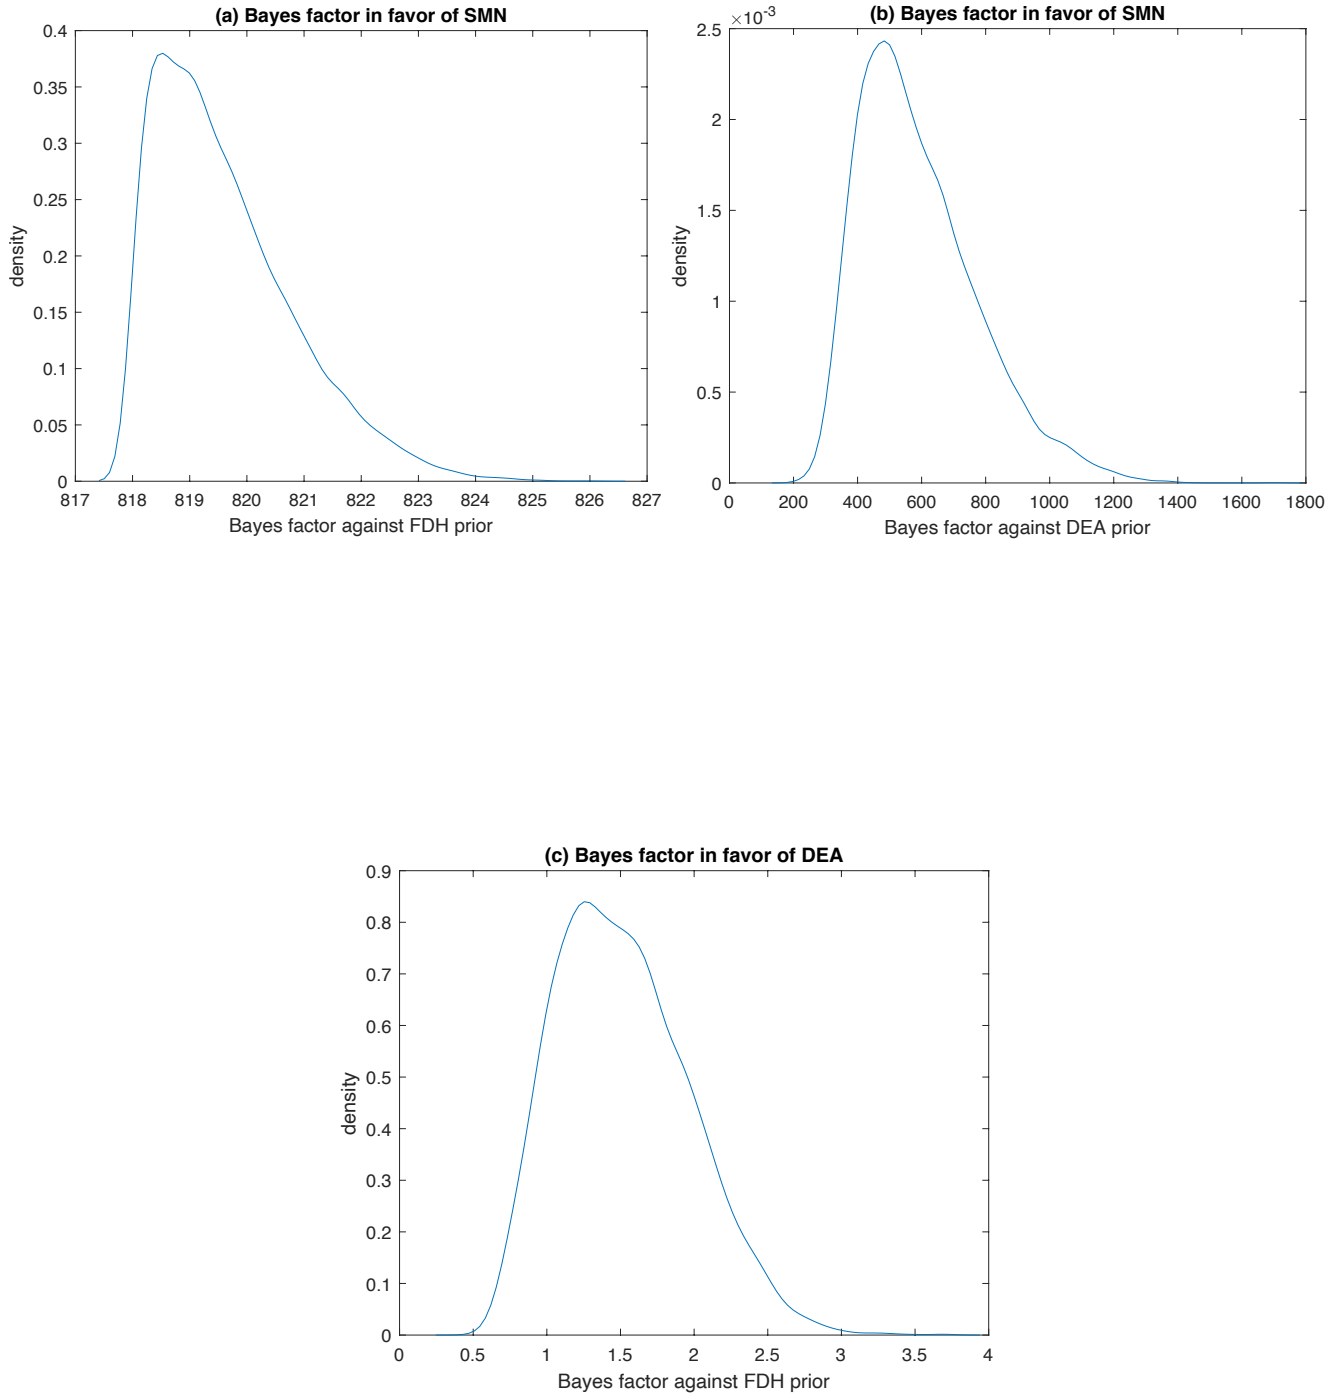 (a) Bayes factor in favor of SMN
0.4
0.35
0.3
0.25
0.2
0.15
0.1
0.05
0
density
817 818 819 820 821 822 823 824 825 826 827
Bayes factor against FDH prior
(b) Bayes factor in favor of SMN
×10-3
2.5
2
1.5
1
0.5
0
density
0 200 400 600 800 1000 1200 1400 1600 1800
Bayes factor against DEA prior
(c) Bayes factor in favor of DEA
0.9
0.8
0.7
0.6
0.5
0.4
0.3
0.2
0.1
0
density
0 0.5 1 1.5 2 2.5 3 3.5 4
Bayes factor against FDH prior